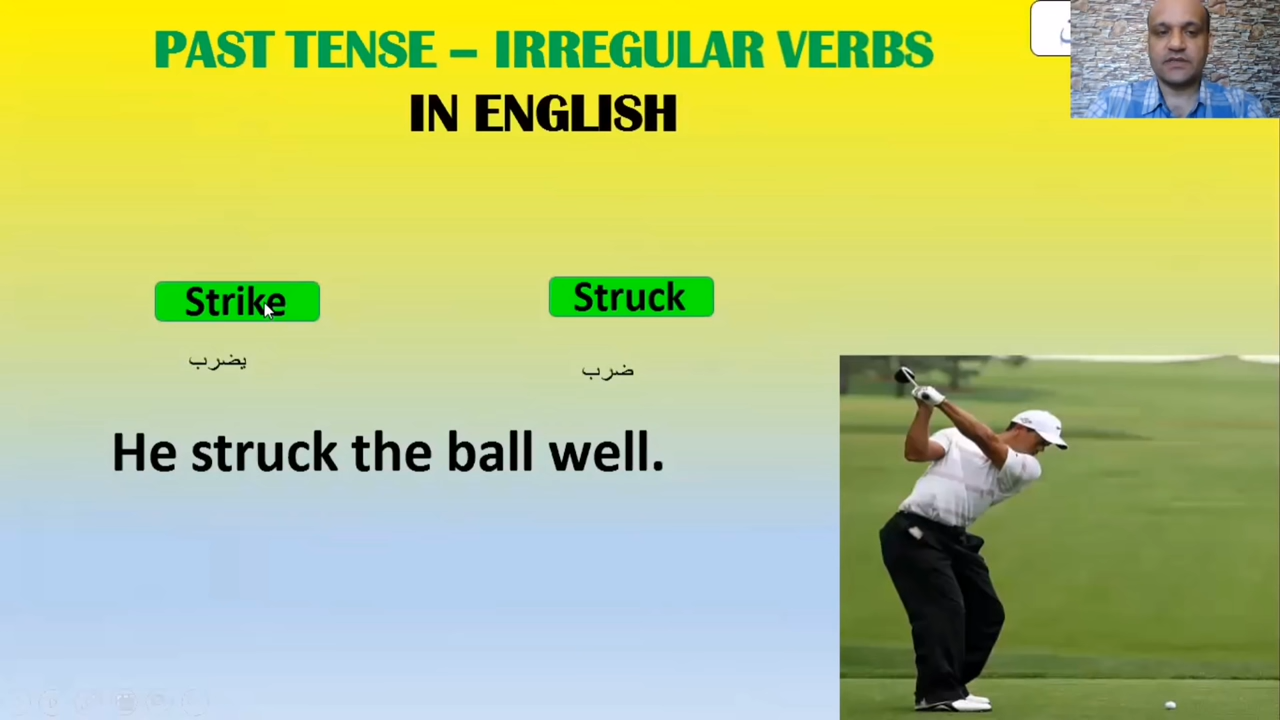 PAST TENSE – IRREGULAR VERBS
IN ENGLISH
Strike
Struck
يضرب
ضرب
He struck the ball well.